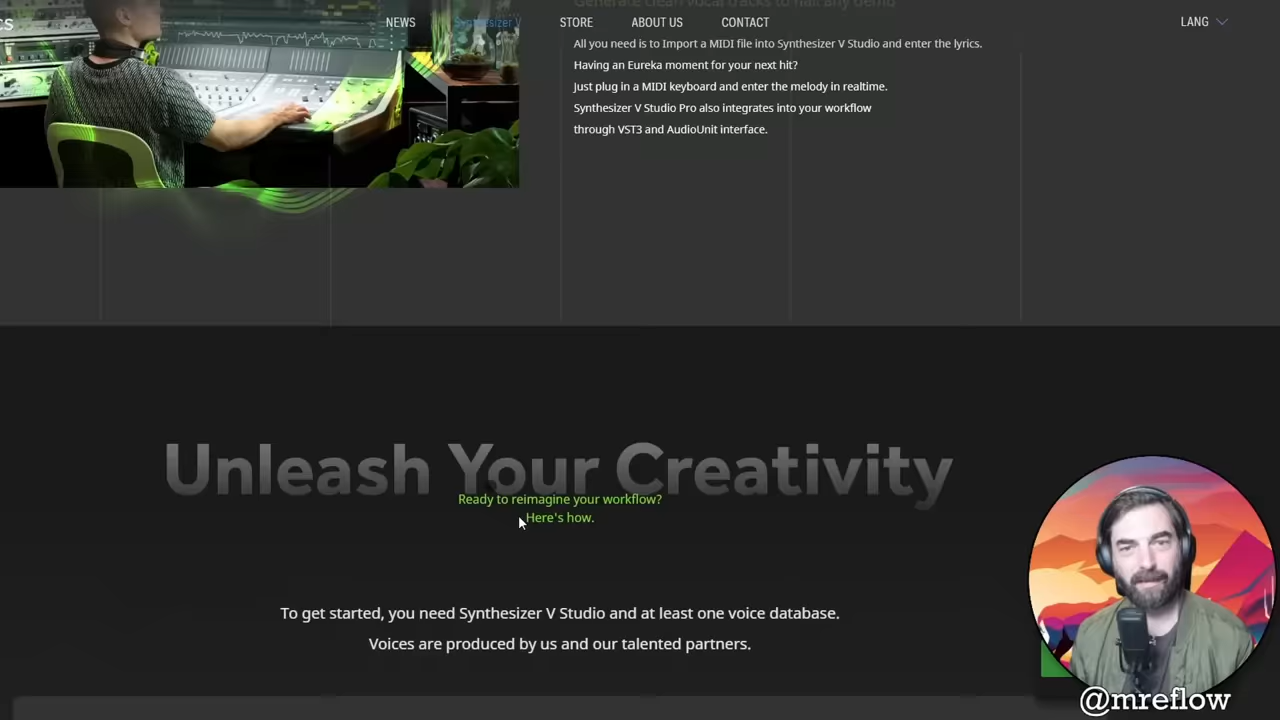 CS
NEWS
Synthesizer V
STORE
ABOUT US
CONTACT
LANG
Generate clean vocal tracks to nail any demo
All you need is to Import a MIDI file into Synthesizer V Studio and enter the lyrics.
Having an Eureka moment for your next hit?
Just plug in a MIDI keyboard and enter the melody in realtime.
Synthesizer V Studio Pro also integrates into your workflow
through VST3 and AudioUnit interface.
Unleash Your Creativity
Ready to reimagine your workflow?
Here's how.
To get started, you need Synthesizer V Studio and at least one voice database.
Voices are produced by us and our talented partners.
@mreflow